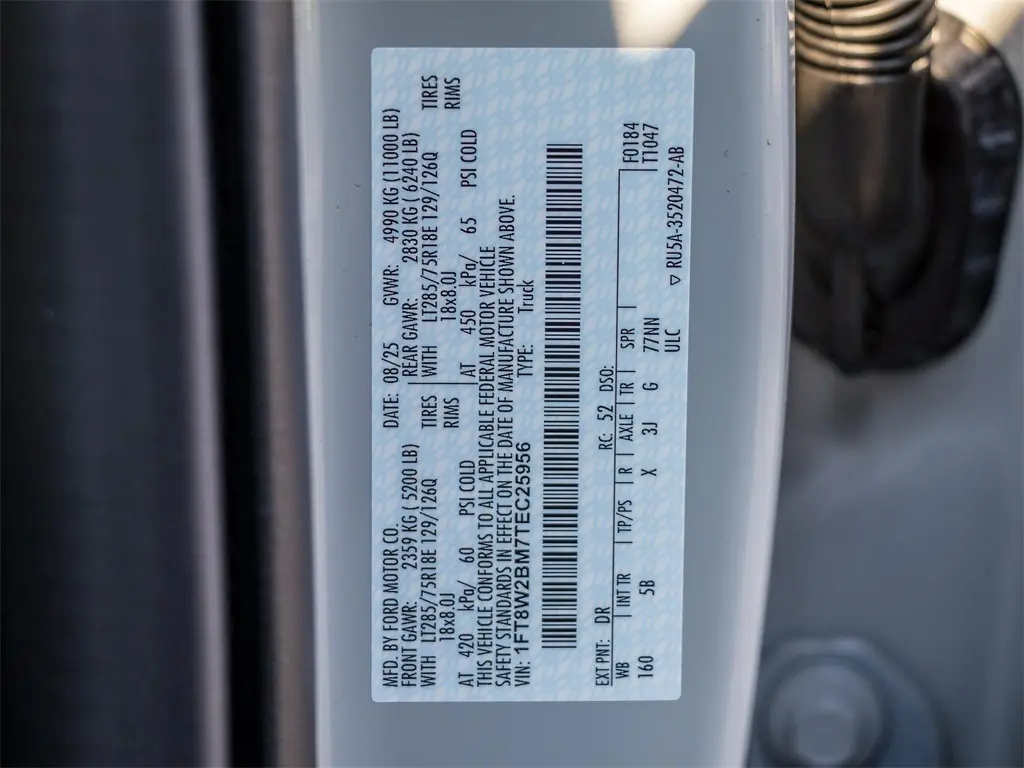 MFD. BY FORD MOTOR CO. DATE: 08/25 GVWR: 4990 KG (11000 LB)
FRONT GAWR: 2359 KG ( 5200 LB) REAR GAWR: 2830 KG ( 6240 LB)
WITH LT285/75R18E 129/126Q TIRES WITH LT285/75R18E 129/126Q TIRES
18x8.0J RIMS 18x8.0J RIMS
AT 420 kPa/ 60 PSI COLD AT 450 kPa/ 65 PSI COLD
THIS VEHICLE CONFORMS TO ALL APPLICABLE FEDERAL MOTOR VEHICLE
SAFETY STANDARDS IN EFFECT ON THE DATE OF MANUFACTURE SHOWN ABOVE.
VIN: 1FT8W2BM7TEC25956 TYPE: Truck
EXT PNT: DR RC: 52 DSO:
WB INT TR TP/PS R AXLE TR SPR F0184
160 5B X 3J G 77NN TT1047
ULC
▽ RU5A-3520472-AB